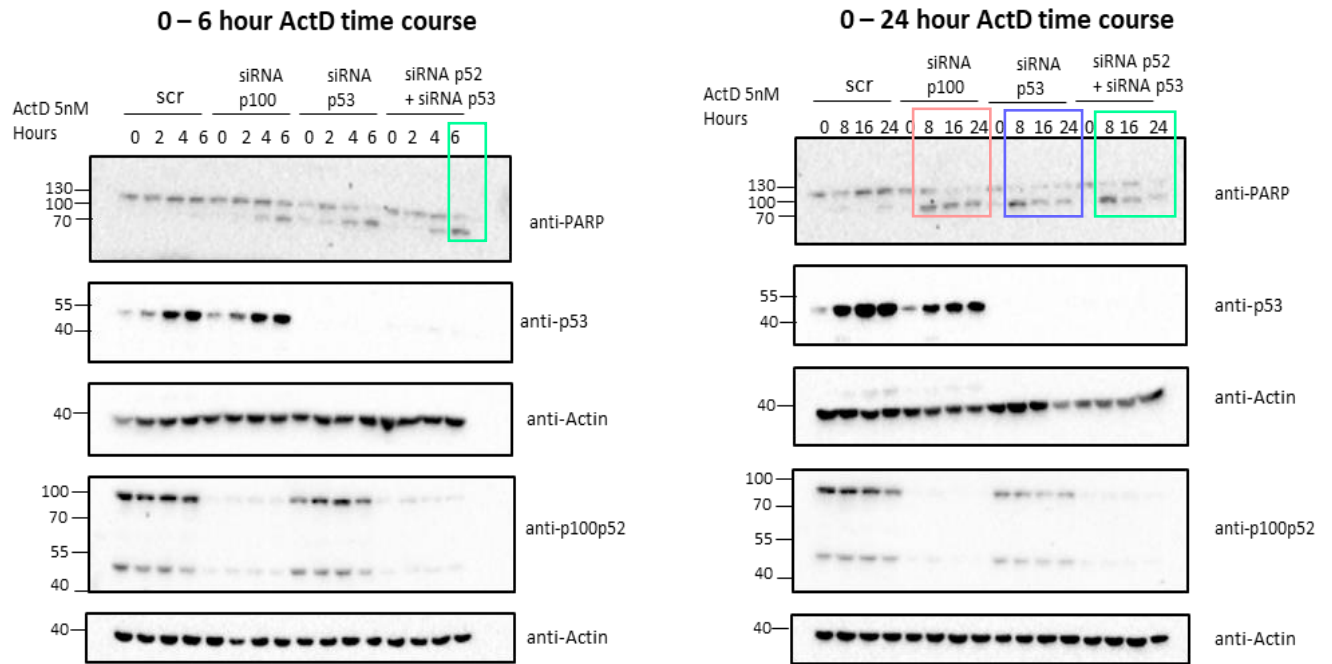 0 – 6 hour ActD time course
siRNA p52
siRNA
siRNA
+ siRNA p53
scr
p100
p53
ActD 5nM
Hours
0 2 4 6 0 2 4 6 0 2 4 6 0 2 4 6
130
100
70
anti-PARP
55
40
anti-p53
40
anti-Actin
100
70
55
40
anti-p100p52
40
anti-Actin
0 – 24 hour ActD time course
siRNA p52
siRNA
siRNA
+ siRNA p53
scr
p100
p53
ActD 5nM
Hours
0 8 16 24 0 8 16 24 0 8 16 24 0 8 16 24
130
100
70
anti-PARP
55
40
anti-p53
40
anti-Actin
100
70
55
40
anti-p100p52
40
anti-Actin